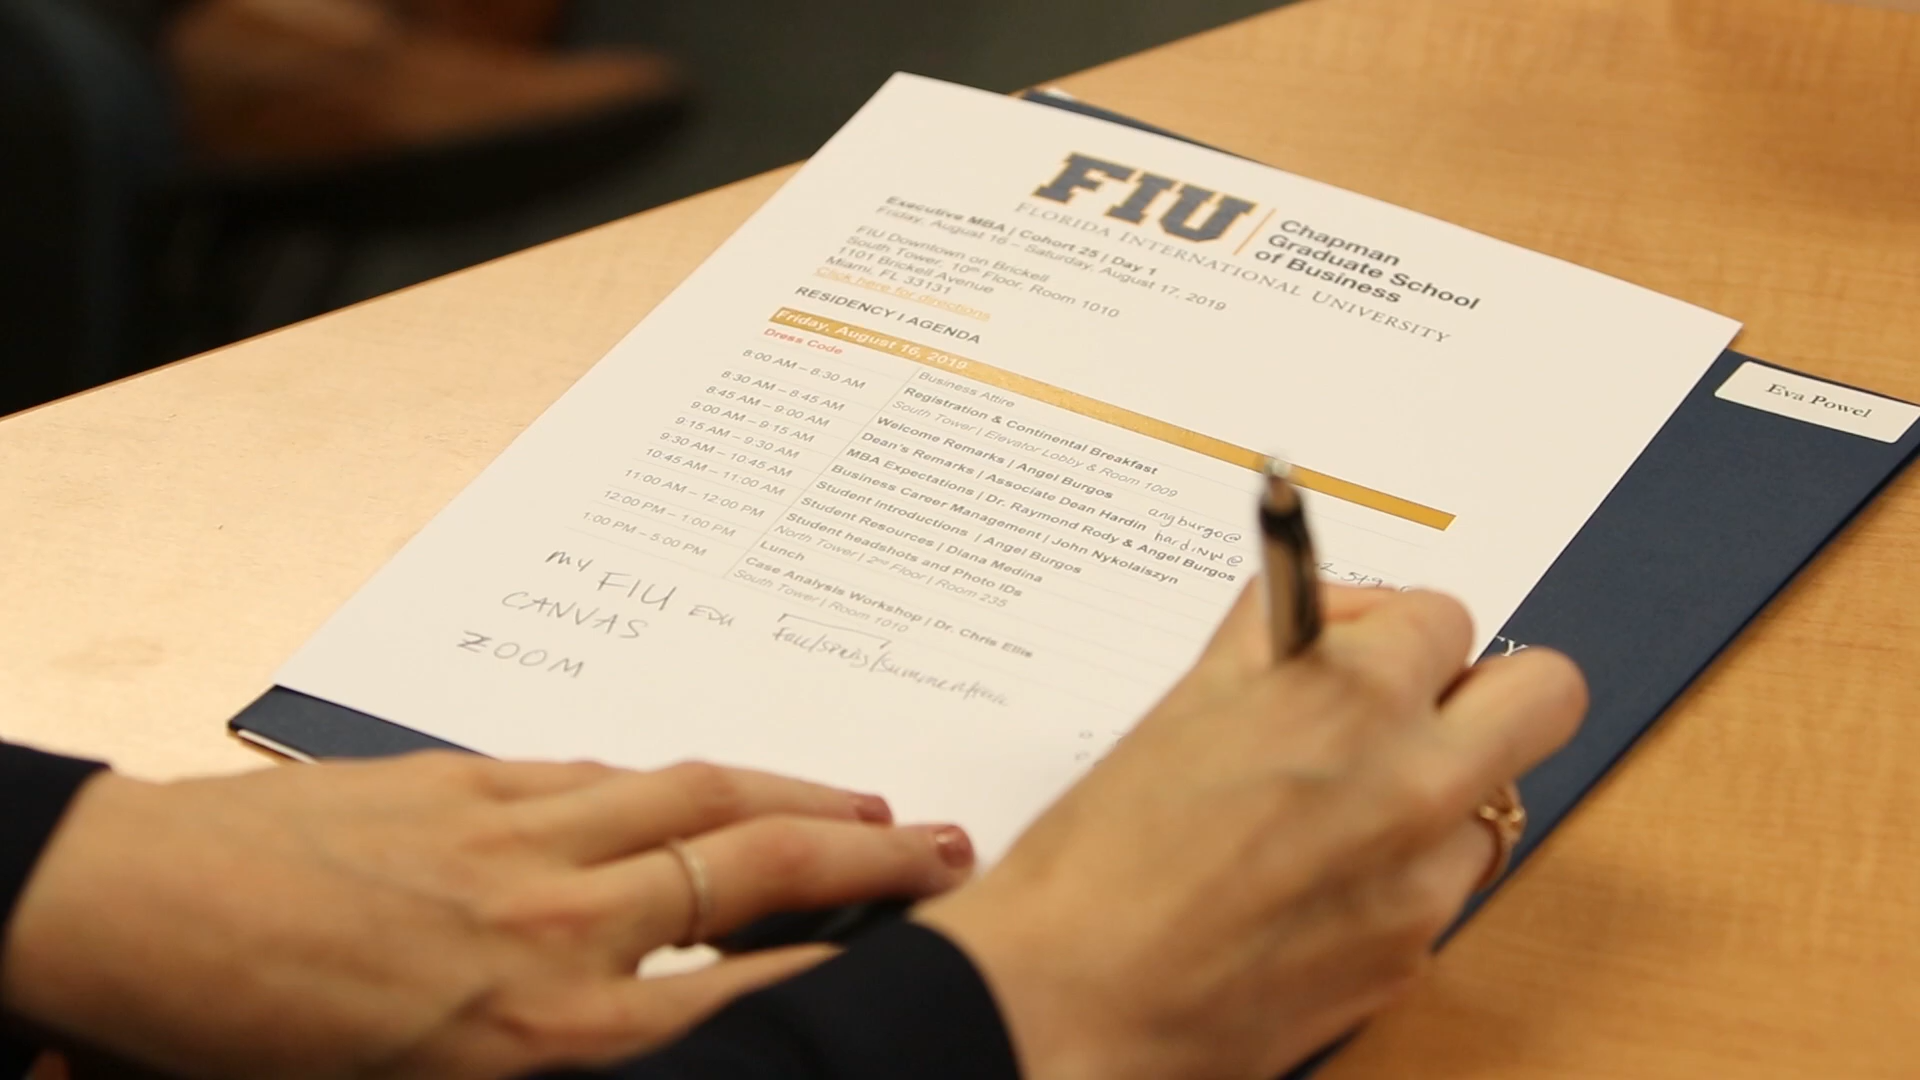 FIU
FLORIDA INTERNATIONAL UNIVERSITY
Chapman
Graduate School
of Business
Executive MBA | Cohort 25 | Day 1
Friday, August 16 – Saturday, August 17, 2019
FIU Downtown on Brickell
South Tower, 10th Floor, Room 1010
1101 Brickell Avenue
Miami, FL 33131
Click here for directions
RESIDENCY | AGENDA
Friday, August 16, 2019
Dress Code Business Attire
8:00 AM – 8:30 AM Registration & Continental Breakfast
South Tower | Elevator Lobby & Room 1009
8:30 AM – 8:45 AM Welcome Remarks | Angel Burgos angburgo@
8:45 AM – 9:00 AM Dean's Remarks | Associate Dean Hardin hardinw@
9:00 AM – 9:15 AM MBA Expectations | Dr. Raymond Rody & Angel Burgos
9:15 AM – 9:30 AM Business Career Management | John Nykolaiszyn
9:30 AM – 10:45 AM Student Introductions | Angel Burgos
10:45 AM – 11:00 AM Student Resources | Diana Medina
11:00 AM – 12:00 PM Student headshots and Photo IDs
North Tower | 2nd Floor | Room 235
12:00 PM – 1:00 PM Lunch
1:00 PM – 5:00 PM Case Analysis Workshop | Dr. Chris Ellis
South Tower | Room 1010
my FIU EDU
CANVAS
ZOOM
Eva Powel